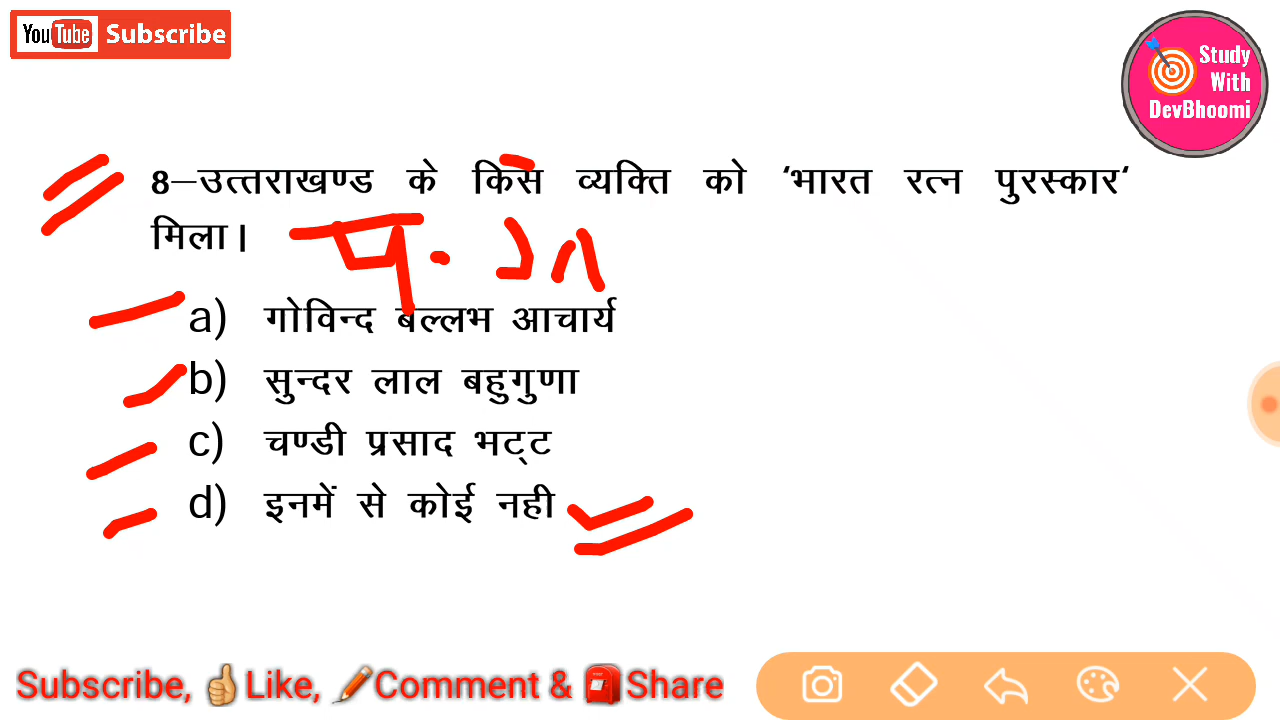 YouTube Subscribe
Study
With
DevBhoomi
8–उत्तराखण्ड के किस व्यक्ति को 'भारत रत्न पुरस्कार'
मिला।
a) गोविन्द बल्लभ आचार्य
b) सुन्दर लाल बहुगुणा
c) चण्डी प्रसाद भट्ट
d) इनमें से कोई नही
Subscribe, Like, Comment & Share